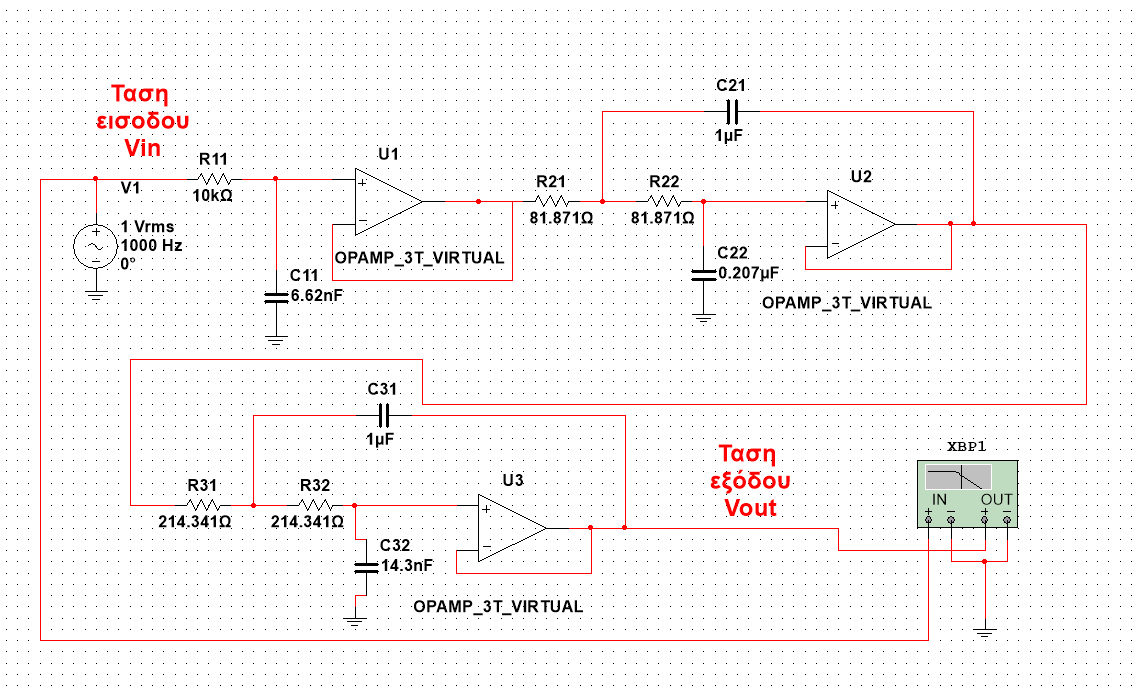 Ταση
εισοδου
Vin
V1
1 Vrms
1000 Hz
0°
R11
10kΩ
C11
6.62nF
U1
OPAMP_3T_VIRTUAL
R21
81.871Ω
R22
81.871Ω
C21
1µF
C22
0.207µF
U2
OPAMP_3T_VIRTUAL
C31
1µF
R31
214.341Ω
R32
214.341Ω
C32
14.3nF
U3
OPAMP_3T_VIRTUAL
Ταση
εξόδου
Vout
XBP1
IN
OUT